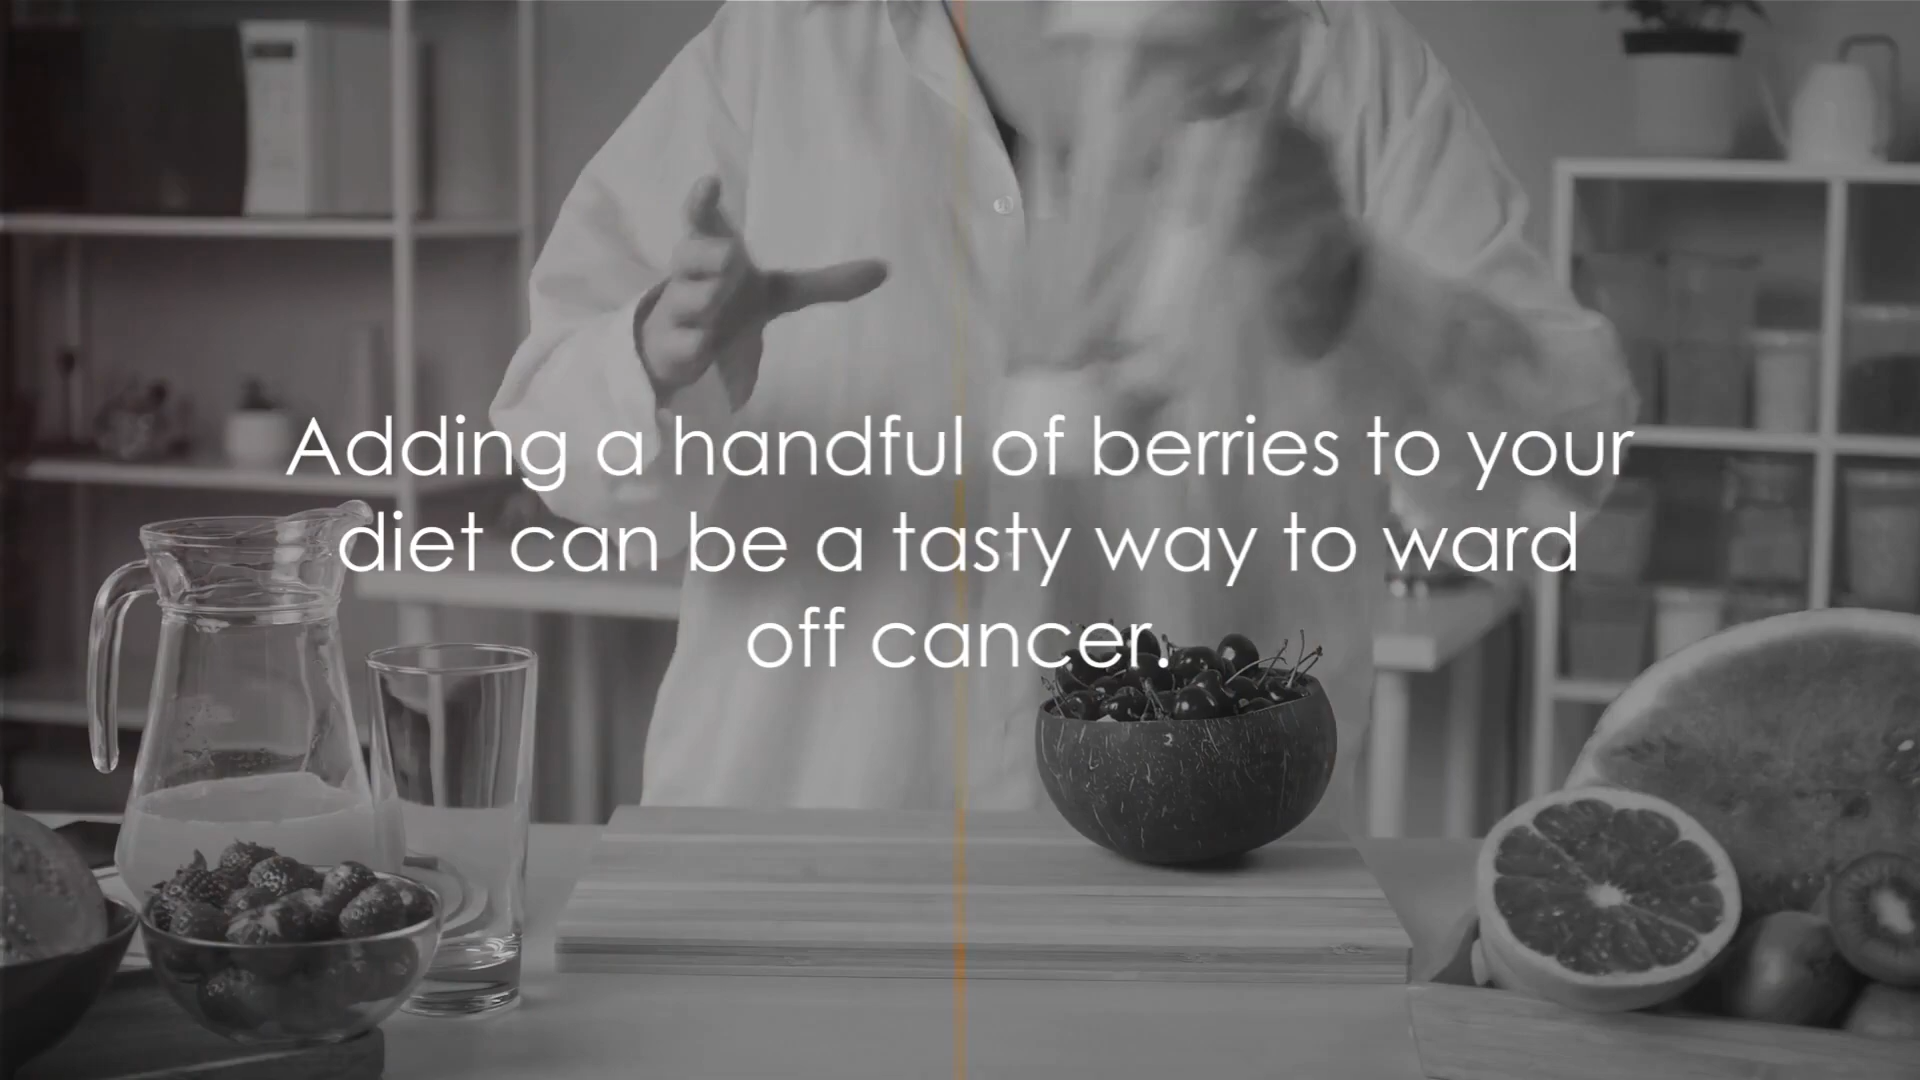 Adding a handful of berries to your
diet can be a tasty way to ward
off cancer.